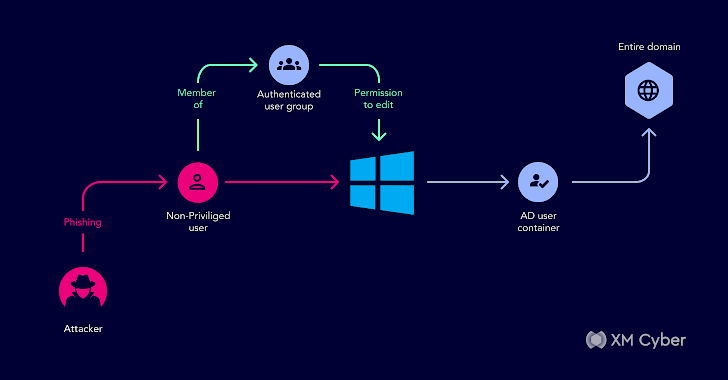 Entire domain
Member
of
Authenticated
user group
Permission
to edit
Phishing
Non-Priviliged
user
AD user
container
Attacker
XM Cyber